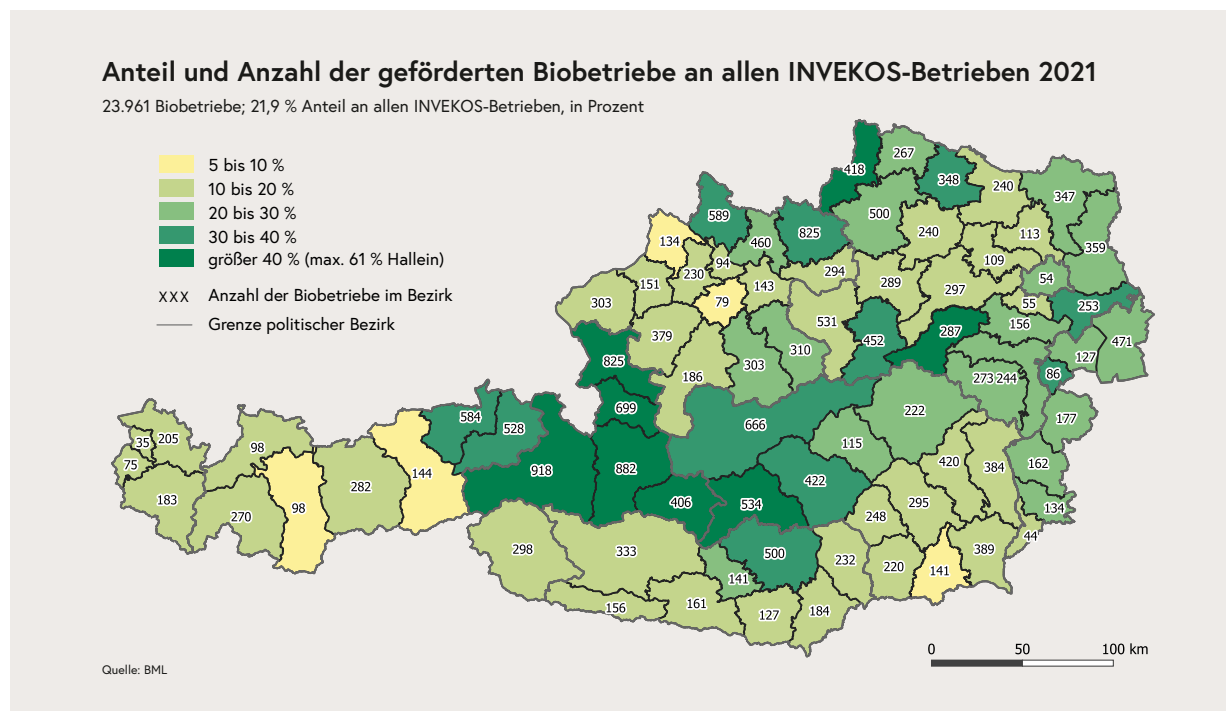 Anteil und Anzahl der geförderten Biobetriebe an allen INVEKOS-Betrieben 2021
23.961 Biobetriebe; 21,9 % Anteil an allen INVEKOS-Betrieben, in Prozent
5 bis 10 %
10 bis 20 %
20 bis 30 %
30 bis 40 %
größer 40 % (max. 61 % Hallein)
xxx Anzahl der Biobetriebe im Bezirk
Grenze politischer Bezirk
418 267
348 240 347
589 500
134 460 825 240 113 359
230 94 294 109
303 151 79 143 289 297 54
531 55 253
379 452 287 156 471
825 186 303 310 127
273 244 86
699 666 222 177
584 528 115
35 205 98 420
75 918 882 422 384 162
183 282 144
270 98 406 534 248 295 134
298 333 500 232 389 44
141 220 141
156 161 127 184
0 50 100 km
Quelle: BML